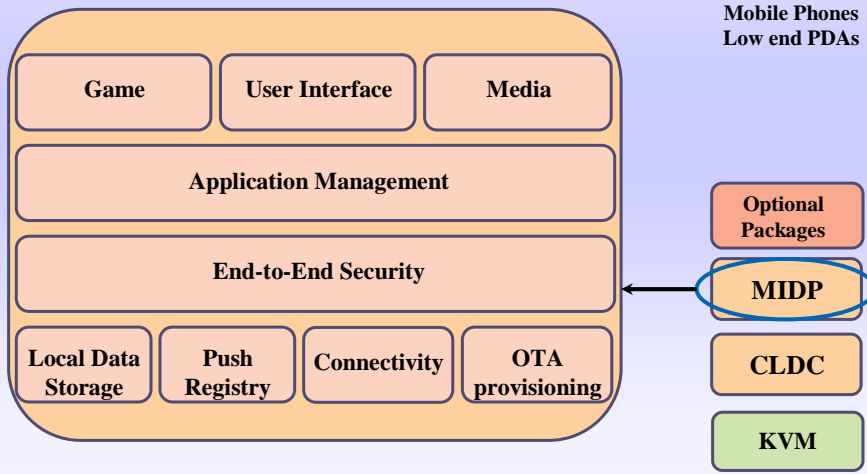 Mobile Phones
Low end PDAs
Game
User Interface
Media
Application Management
End-to-End Security
Local Data
Storage
Push
Registry
Connectivity
OTA
provisioning
Optional
Packages
MIDP
CLDC
KVM